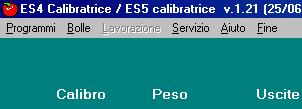 ES4 Calibratrice / ES5 calibratrice v.1.21 (25/06
Programmi Bolle Lavorazione Servizio Aiuto Fine
Calibro Peso Uscite